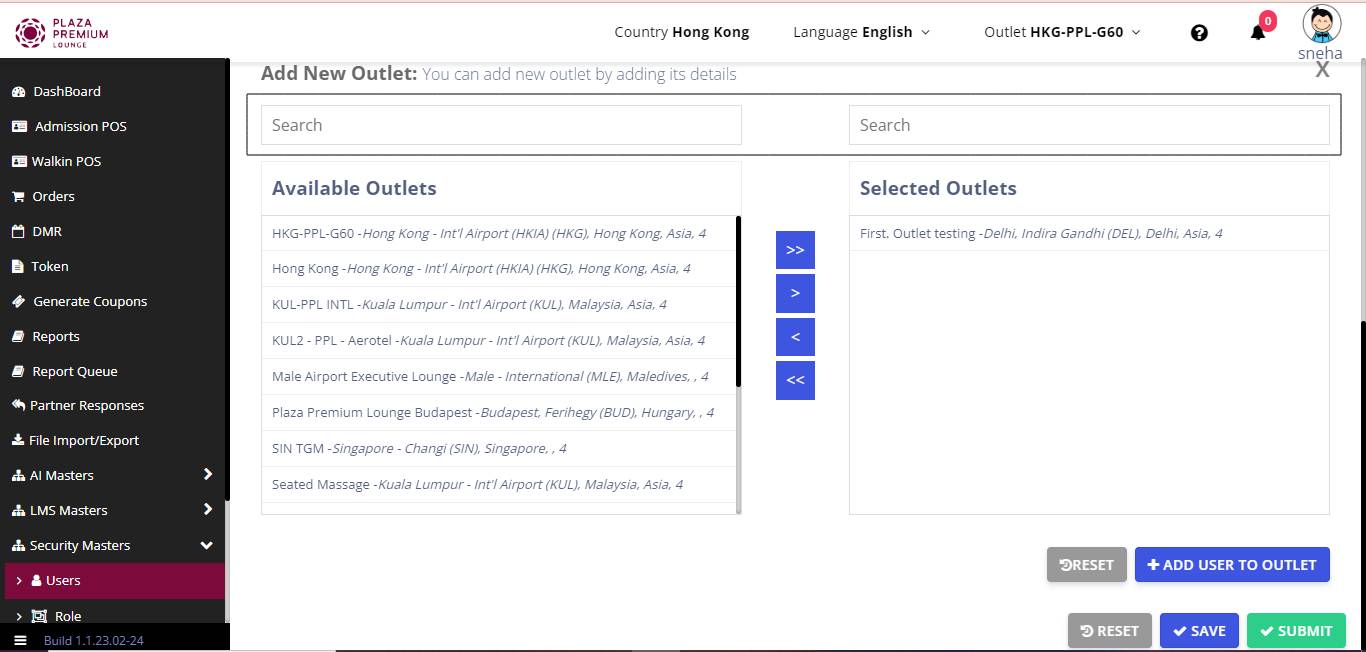 PLAZA
PREMIUM
LOUNGE
Country Hong Kong
Language English
Outlet HKG-PPL-G60
0
sneha
DashBoard
Admission POS
Walkin POS
Orders
DMR
Token
Generate Coupons
Reports
Report Queue
Partner Responses
File Import/Export
AI Masters
LMS Masters
Security Masters
Users
Role
Build 1.1.23.02-24
Add New Outlet: You can add new outlet by adding its details
X
Search
Search
Available Outlets
HKG-PPL-G60 -Hong Kong - Int'l Airport (HKIA) (HKG), Hong Kong, Asia, 4
Hong Kong -Hong Kong - Int'l Airport (HKIA) (HKG), Hong Kong, Asia, 4
KUL-PPL INTL -Kuala Lumpur - Int'l Airport (KUL), Malaysia, Asia, 4
KUL2 - PPL - Aerotel -Kuala Lumpur - Int'l Airport (KUL), Malaysia, Asia, 4
Male Airport Executive Lounge -Male - International (MLE), Maledives, , 4
Plaza Premium Lounge Budapest -Budapest, Ferihegy (BUD), Hungary, , 4
SIN TGM -Singapore - Changi (SIN), Singapore, , 4
Seated Massage -Kuala Lumpur - Int'l Airport (KUL), Malaysia, Asia, 4
>>
>
<
<<
Selected Outlets
First. Outlet testing -Delhi, Indira Gandhi (DEL), Delhi, Asia, 4
RESET
ADD USER TO OUTLET
RESET
SAVE
SUBMIT